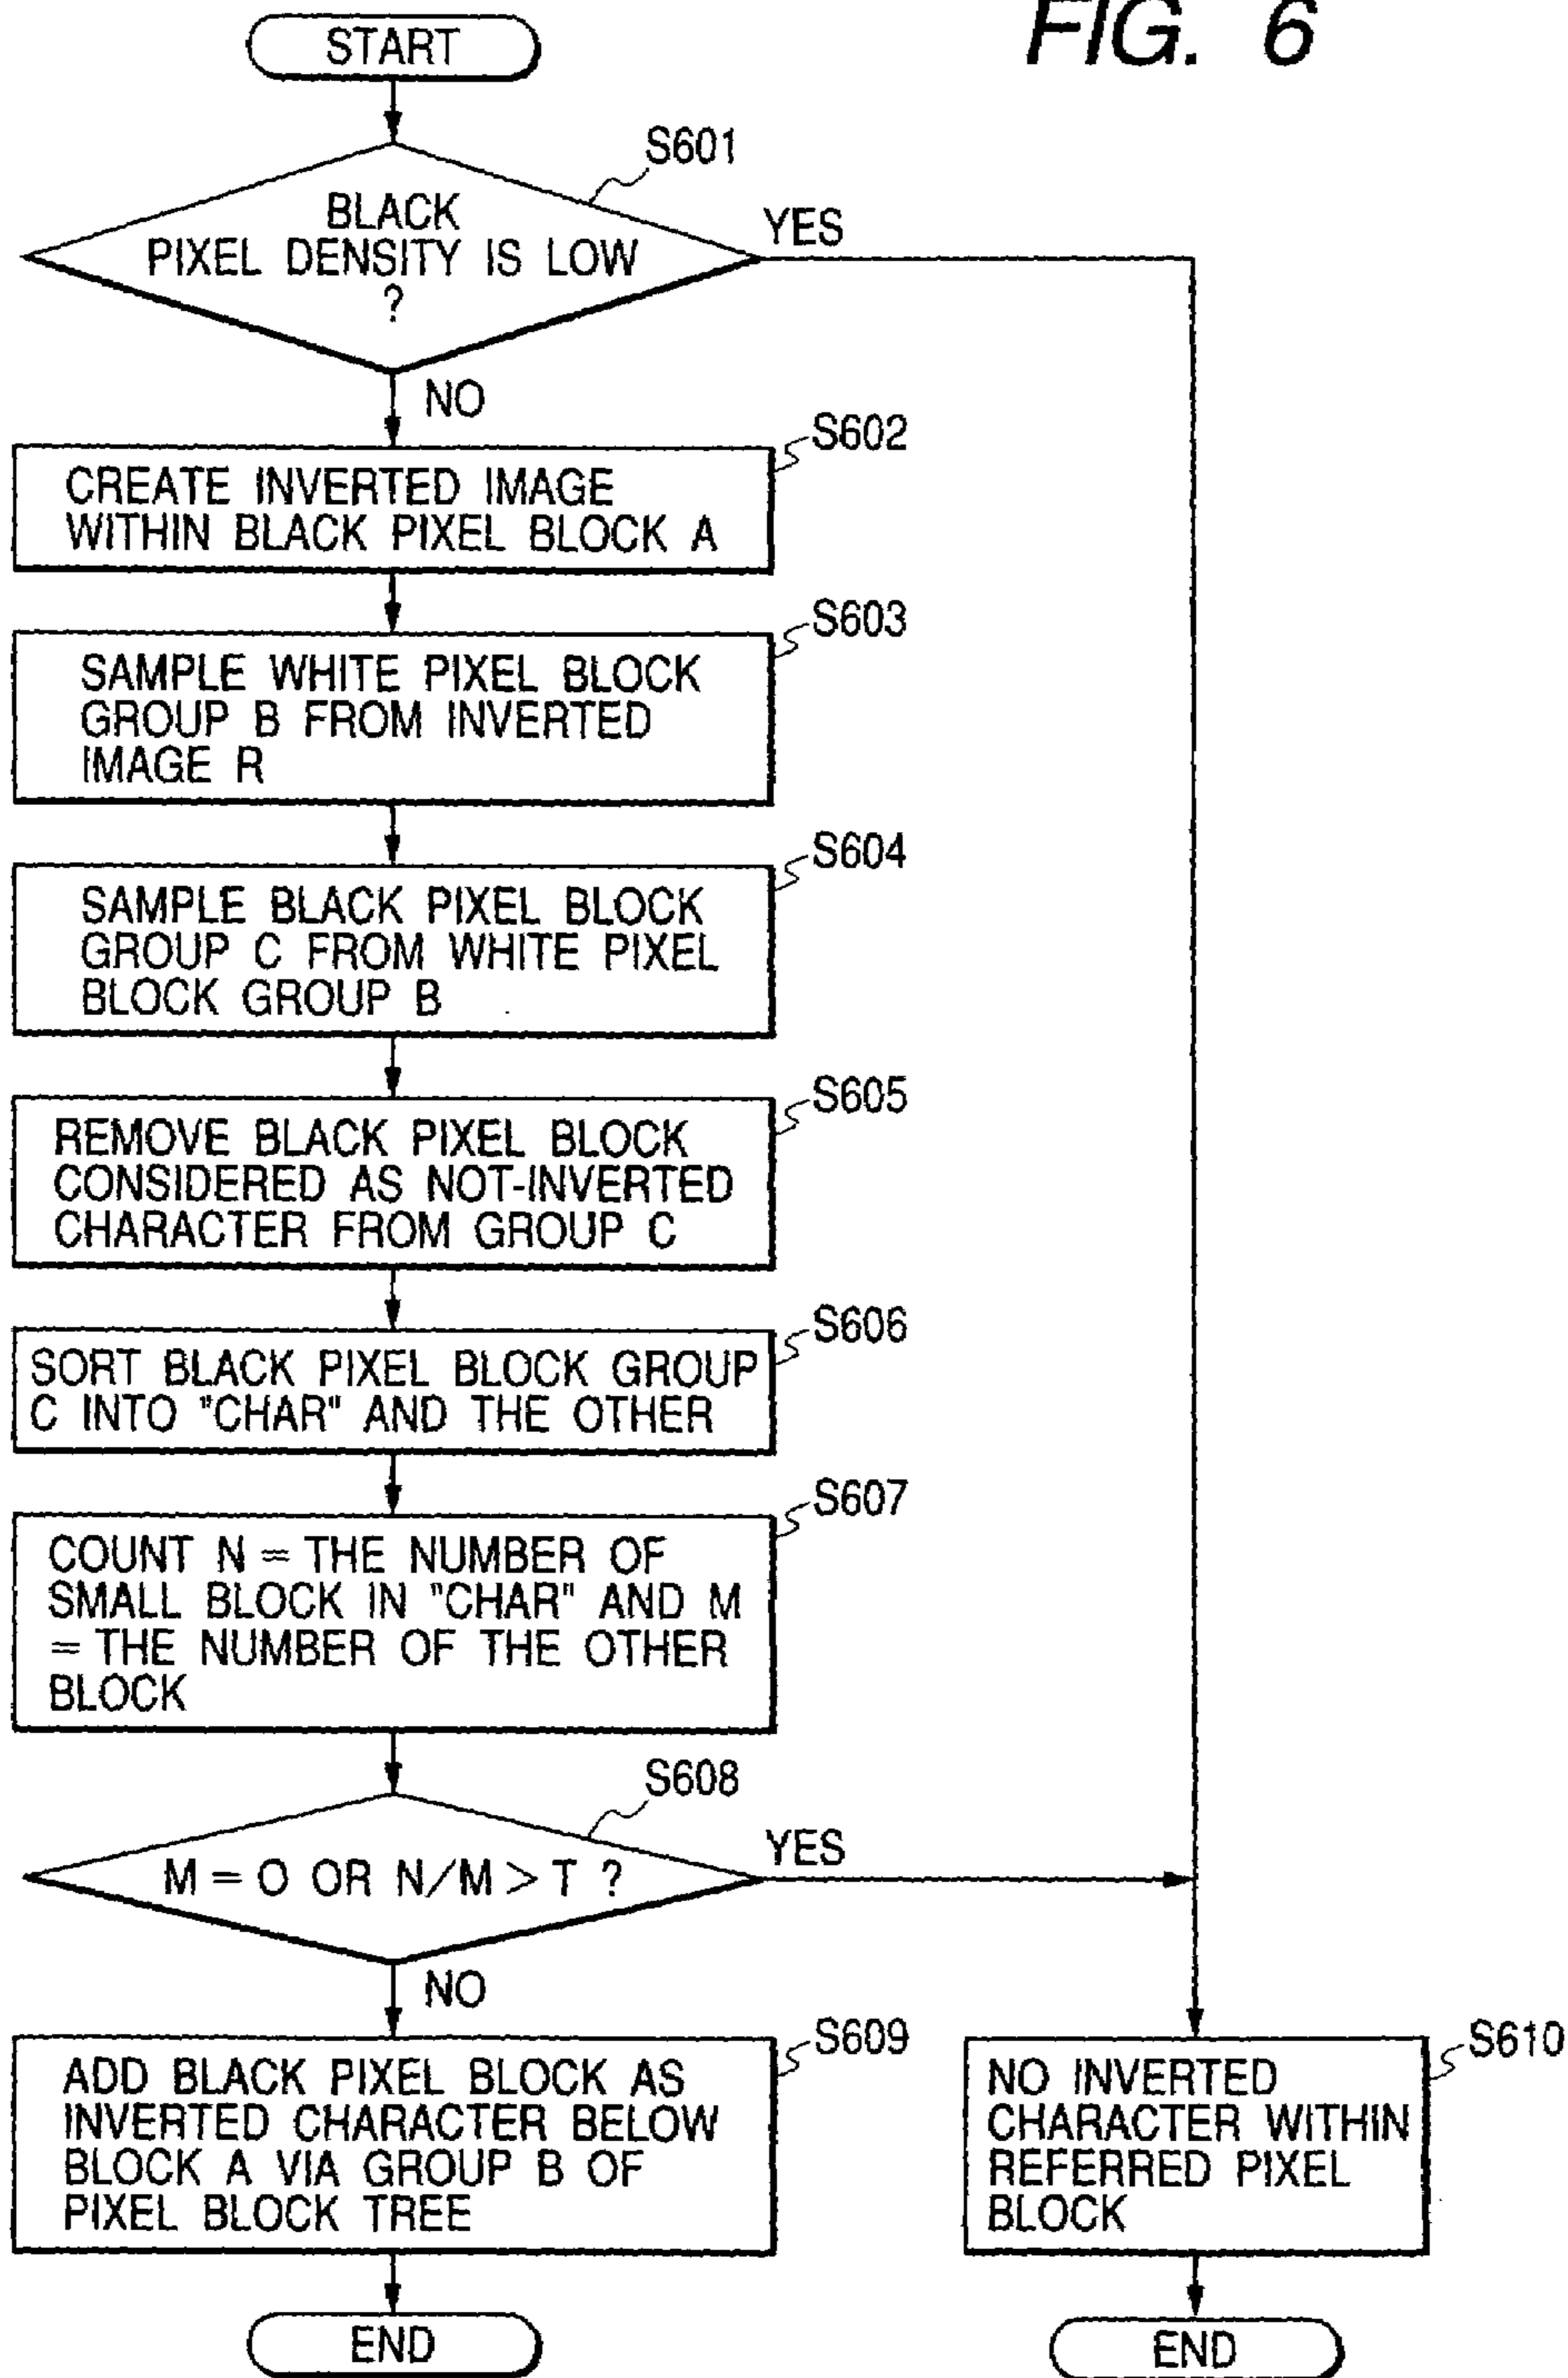 FIG. 6
START
S601
BLACK
PIXEL DENSITY IS LOW
?
YES
NO
S602
CREATE INVERTED IMAGE
WITHIN BLACK PIXEL BLOCK A
S603
SAMPLE WHITE PIXEL BLOCK
GROUP B FROM INVERTED
IMAGE R
S604
SAMPLE BLACK PIXEL BLOCK
GROUP C FROM WHITE PIXEL
BLOCK GROUP B
S605
REMOVE BLACK PIXEL BLOCK
CONSIDERED AS NOT-INVERTED
CHARACTER FROM GROUP C
S606
SORT BLACK PIXEL BLOCK GROUP
C INTO "CHAR" AND THE OTHER
S607
COUNT N = THE NUMBER OF
SMALL BLOCK IN "CHAR" AND M
= THE NUMBER OF THE OTHER
BLOCK
S608
M = O OR N/M > T ?
YES
NO
S609
ADD BLACK PIXEL BLOCK AS
INVERTED CHARACTER BELOW
BLOCK A VIA GROUP B OF
PIXEL BLOCK TREE
END
S610
NO INVERTED
CHARACTER WITHIN
REFERRED PIXEL
BLOCK
END